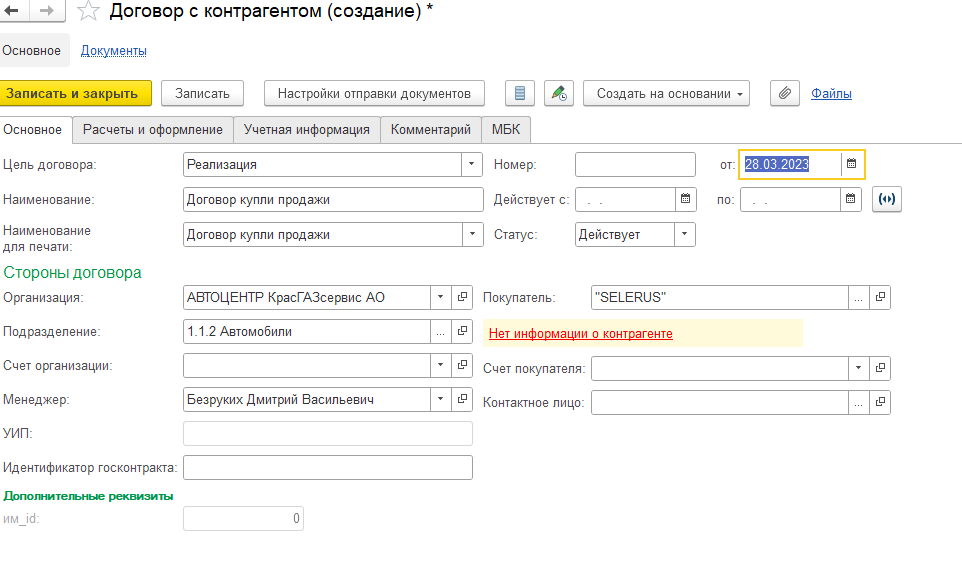 Договор с контрагентом (создание) *
Основное Документы
Записать и закрыть Записать Настройки отправки документов Создать на основании Файлы
Основное Расчеты и оформление Учетная информация Комментарий МБК
Цель договора: Реализация Номер: от: 28.03.2023
Наименование: Договор купли продажи Действует с: . . по: . .
Наименование
для печати: Договор купли продажи Статус: Действует
Стороны договора
Организация: АВТОЦЕНТР КрасГАЗсервис АО Покупатель: "SELERUS" ...
Подразделение: 1.1.2 Автомобили ... Нет информации о контрагенте
Счет организации: Счет покупателя:
Менеджер: Безруких Дмитрий Васильевич Контактное лицо: ...
УИП:
Идентификатор госконтракта:
Дополнительные реквизиты
им_id: 0